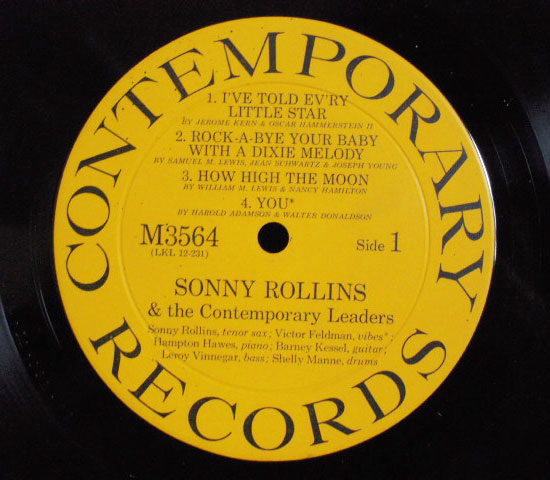 CONTEMPORARY
RECORDS
1. I'VE TOLD EV'RY
LITTLE STAR
BY JEROME KERN & OSCAR HAMMERSTEIN II
2. ROCK-A-BYE YOUR BABY
WITH A DIXIE MELODY
BY SAMUEL M. LEWIS, JEAN SCHWARTZ & JOSEPH YOUNG
3. HOW HIGH THE MOON
BY WILLIAM M. LEWIS & NANCY HAMILTON
4. YOU*
BY HAROLD ADAMSON & WALTER DONALDSON
M3564
(LKL 12-231)
Side 1
SONNY ROLLINS
& the Contemporary Leaders
Sonny Rollins, tenor sax; Victor Feldman, vibes*;
Hampton Hawes, piano; Barney Kessel, guitar;
Leroy Vinnegar, bass; Shelly Manne, drums